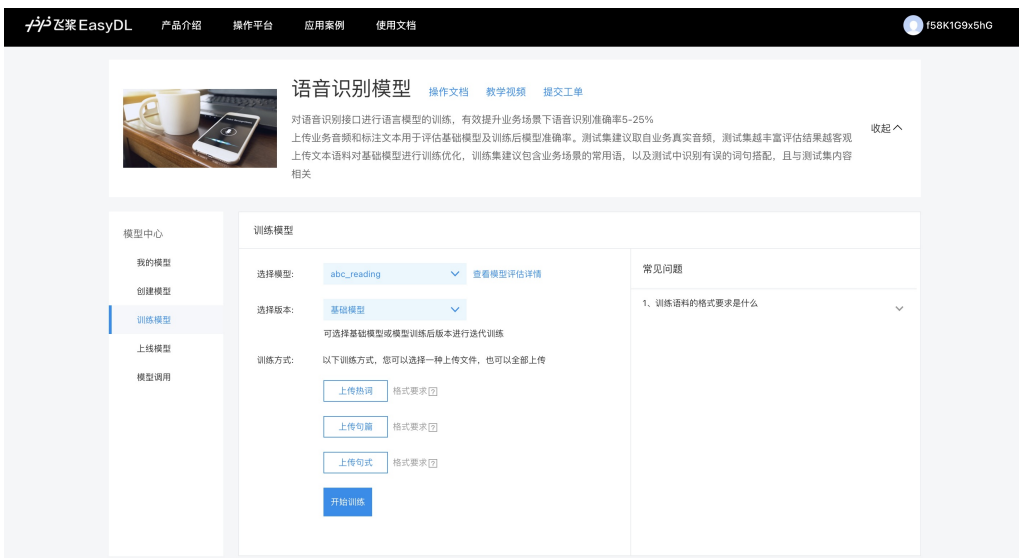 飞桨 EasyDL 产品介绍 操作平台 应用案例 使用文档 f58K1G9x5hG
语音识别模型 操作文档 教学视频 提交工单
对语音识别接口进行语言模型的训练，有效提升业务场景下语音识别准确率5-25%
上传业务音频和标注文本用于评估基础模型及训练后模型准确率。测试集建议取自业务真实音频，测试集越丰富评估结果越客观
上传文本语料对基础模型进行训练优化，训练集建议包含业务场景的常用语，以及测试中识别有误的词句搭配，且与测试集内容
相关
收起
模型中心
我的模型
创建模型
训练模型
上线模型
模型调用
训练模型
选择模型: abc_reading 查看模型评估详情
选择版本: 基础模型
可选择基础模型或模型训练后版本进行迭代训练
训练方式: 以下训练方式，您可以选择一种上传文件，也可以全部上传
上传热词 格式要求?
上传句篇 格式要求?
上传句式 格式要求?
开始训练
常见问题
1、训练语料的格式要求是什么